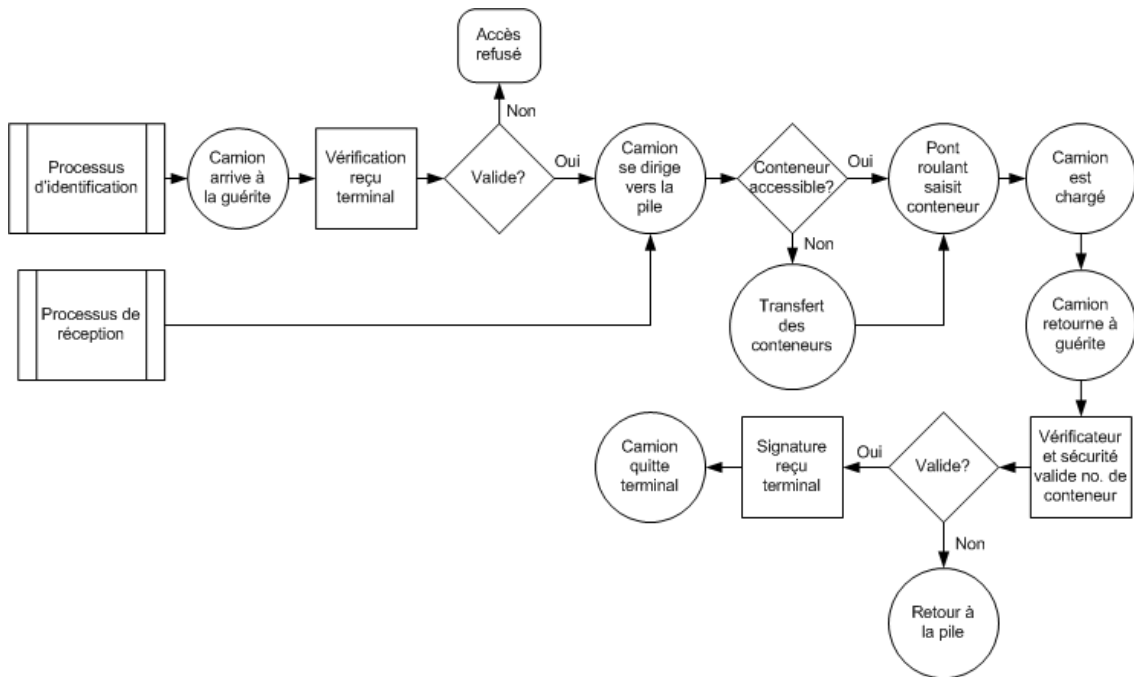 Accès
refusé
Non
Processus
d'identification
Camion
arrive à
la guérite
Vérification
reçu
terminal
Valide?
Oui
Camion
se dirige
vers la
pile
Conteneur
accessible?
Oui
Pont
roulant
saisit
conteneur
Camion
est
chargé
Non
Processus de
réception
Transfert
des
conteneurs
Camion
retourne à
guérite
Vérificateur
et sécurité
valide no. de
conteneur
Valide?
Oui
Signature
reçu
terminal
Camion
quitte
terminal
Non
Retour à
la pile